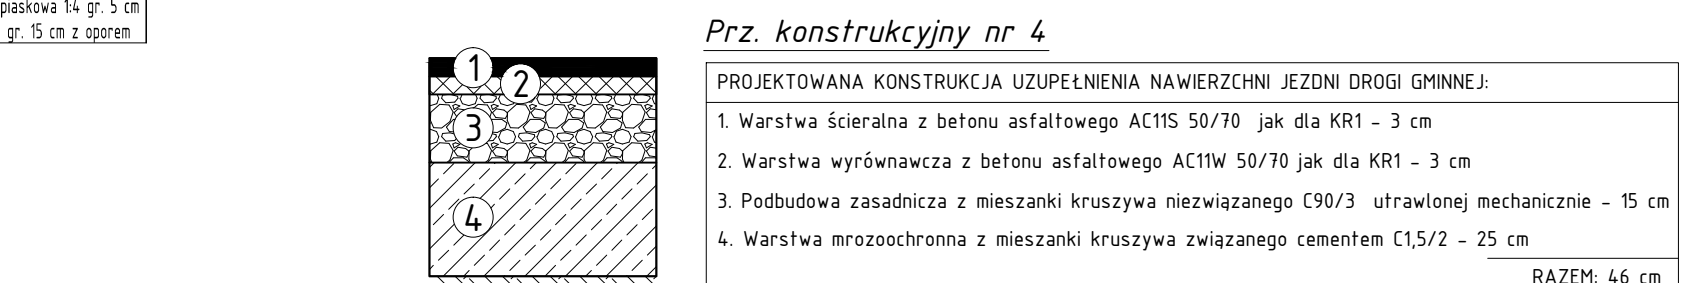 piaskowa 1:4 gr. 5 cm
gr. 15 cm z oporem
Prz. konstrukcyjny nr 4
1
2
3
4
PROJEKTOWANA KONSTRUKCJA UZUPEŁNIENIA NAWIERZCHNI JEZDNI DROGI GMINNEJ:
1. Warstwa ścieralna z betonu asfaltowego AC11S 50/70 jak dla KR1 - 3 cm
2. Warstwa wyrównawcza z betonu asfaltowego AC11W 50/70 jak dla KR1 - 3 cm
3. Podbudowa zasadnicza z mieszanki kruszywa niezwiązanego C90/3 utrawlonej mechanicznie - 15 cm
4. Warstwa mrozoochronna z mieszanki kruszywa związanego cementem C1,5/2 - 25 cm
RAZEM: 46 cm